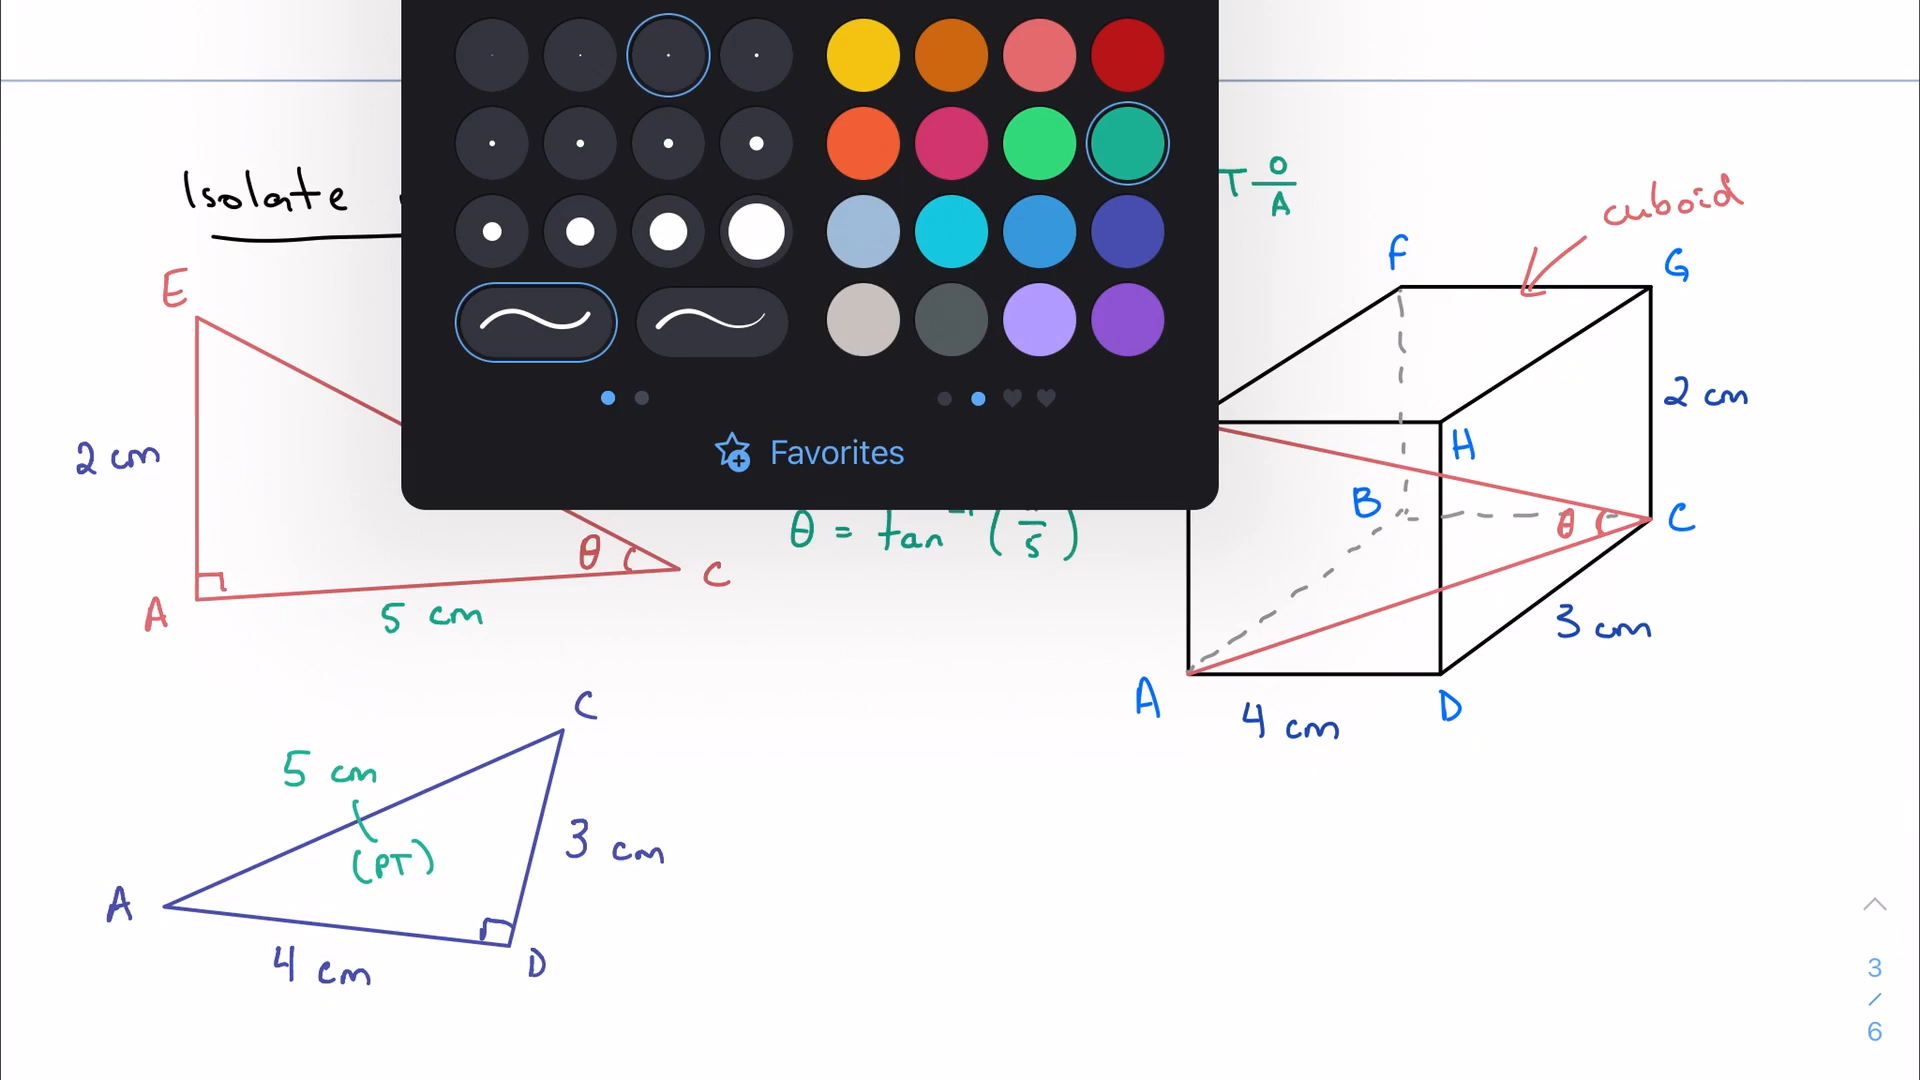 Isolate
T O/A
cuboid
E
F
G
2 cm
2 cm
H
Favorites
B
θ = tan
5
θ
C
θ
C
A
5 cm
3 cm
A
4 cm
D
C
5 cm
(PT)
3 cm
A
4 cm
D
3
/
6